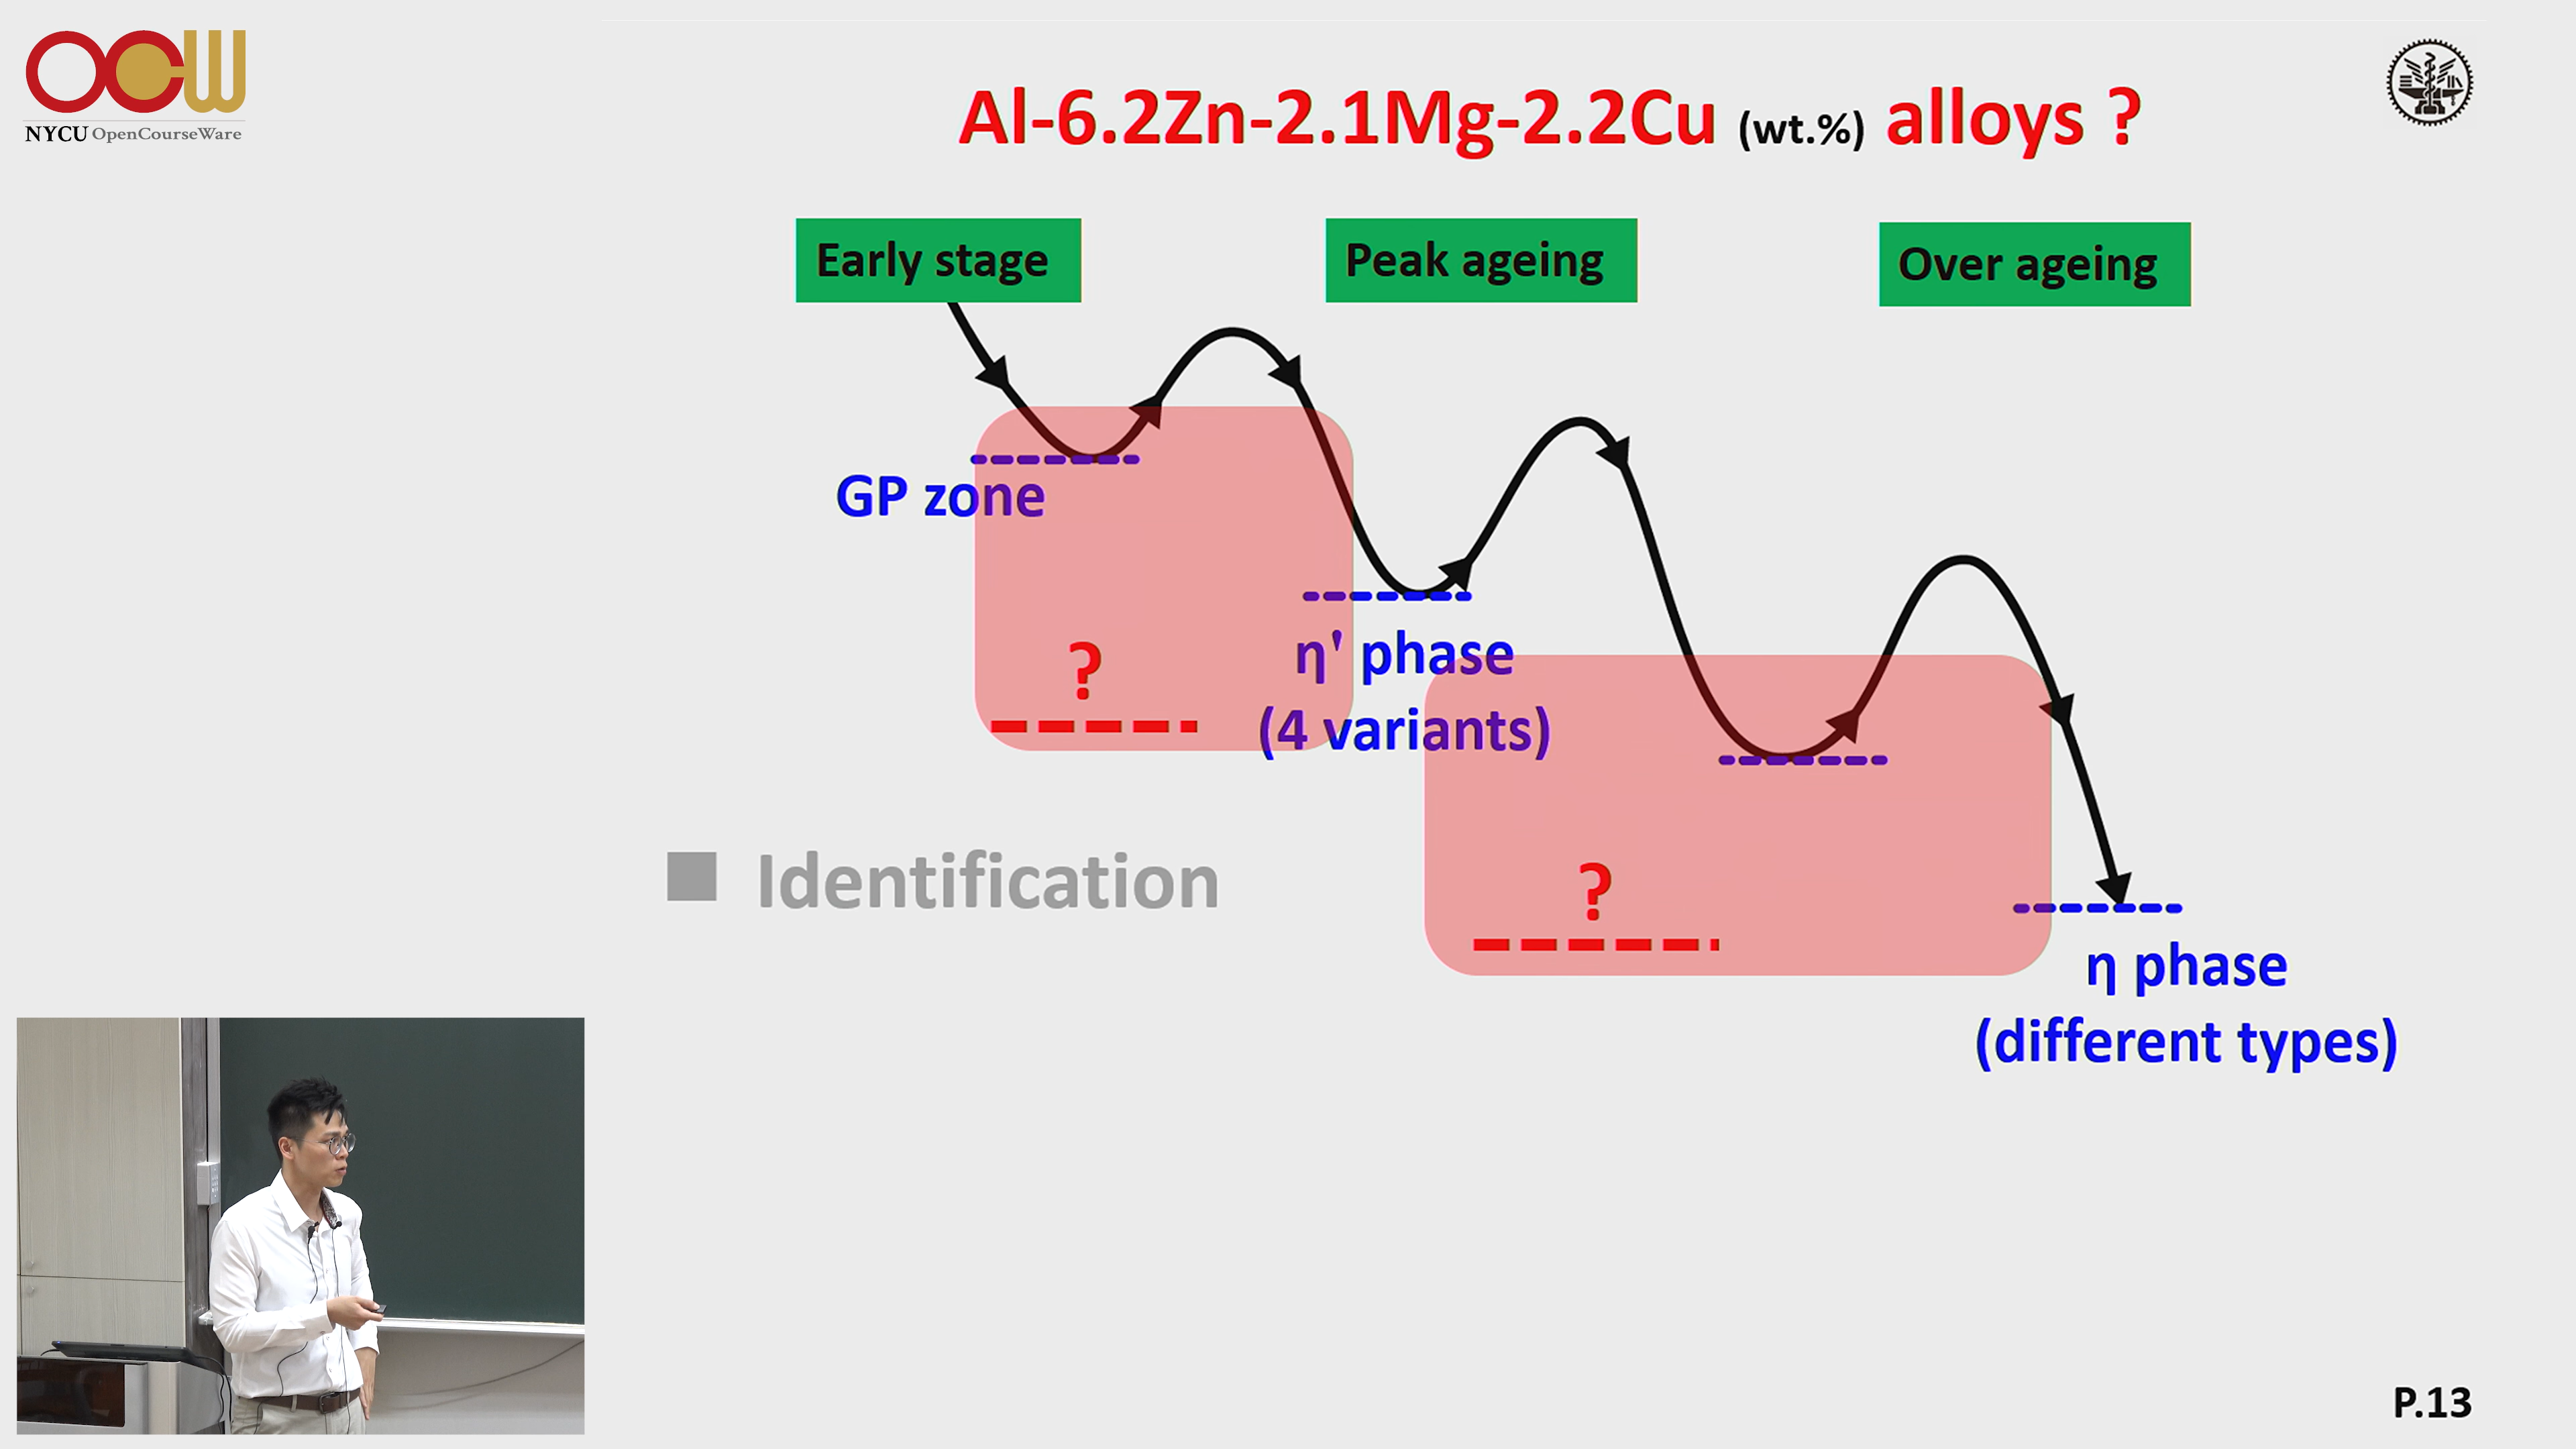 OCW
NYCU OpenCourseWare
Al-6.2Zn-2.1Mg-2.2Cu (wt.%) alloys ?
Early stage
Peak ageing
Over ageing
GP zone
?
η' phase
(4 variants)
■ Identification
?
η phase
(different types)
P.13